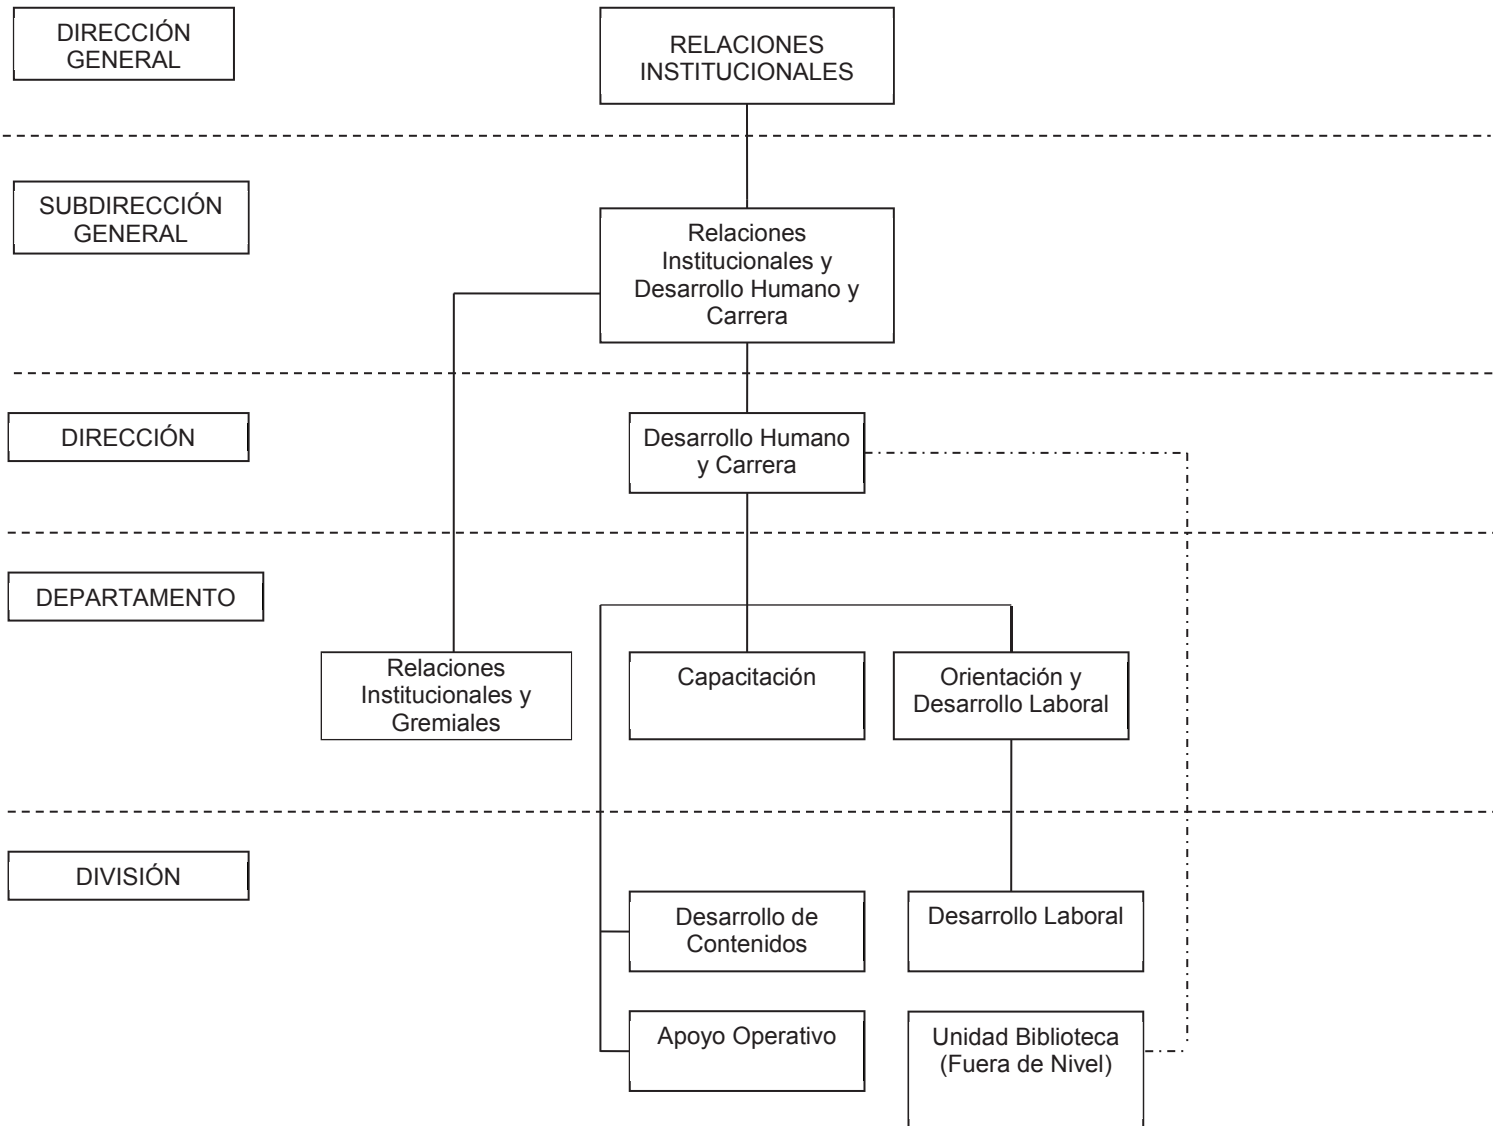 DIRECCIÓN
GENERAL
RELACIONES
INSTITUCIONALES
SUBDIRECCIÓN
GENERAL
Relaciones
Institucionales y
Desarrollo Humano y
Carrera
DIRECCIÓN
Desarrollo Humano
y Carrera
DEPARTAMENTO
Relaciones
Institucionales y
Gremiales
Capacitación
Orientación y
Desarrollo Laboral
DIVISIÓN
Desarrollo de
Contenidos
Desarrollo Laboral
Apoyo Operativo
Unidad Biblioteca
(Fuera de Nivel)